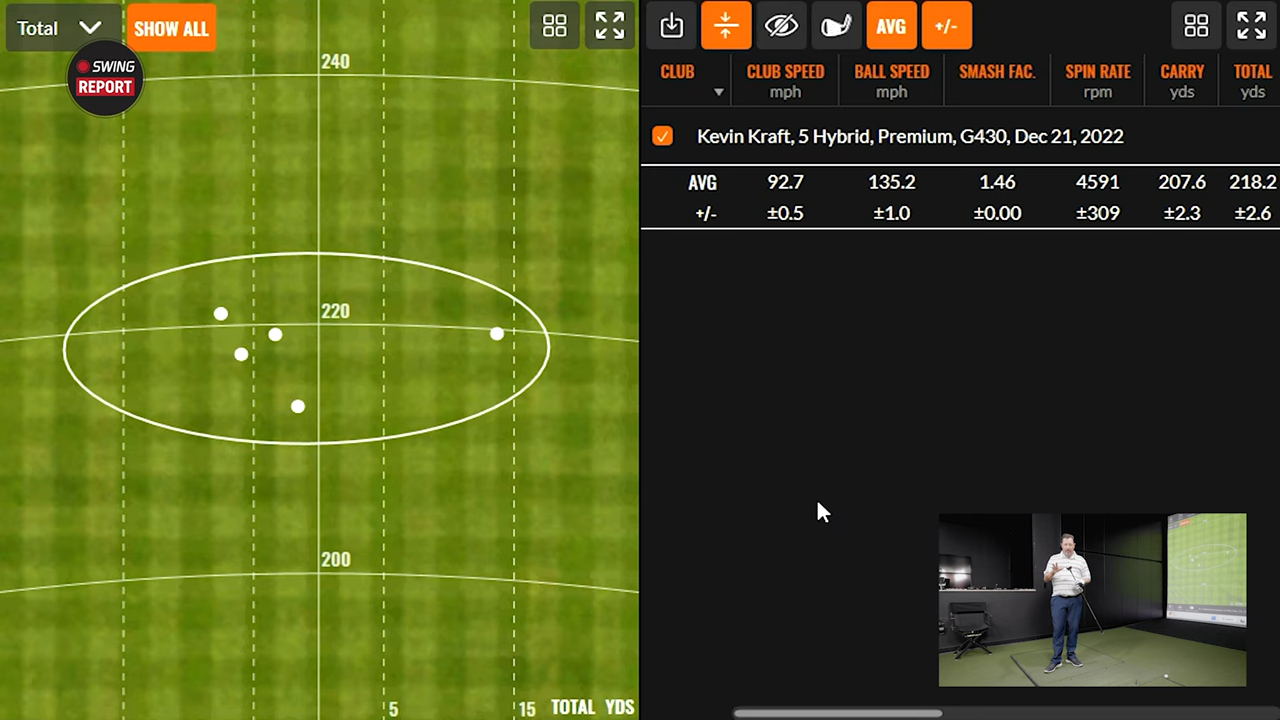 Total
SHOW ALL
SWING
REPORT
240
220
200
5
15
TOTAL YDS
AVG
+/-
CLUB
CLUB SPEED
mph
BALL SPEED
mph
SMASH FAC.
SPIN RATE
rpm
CARRY
yds
TOTAL
yds
Kevin Kraft, 5 Hybrid, Premium, G430, Dec 21, 2022
AVG 92.7 135.2 1.46 4591 207.6 218.2
+/- ±0.5 ±1.0 ±0.00 ±309 ±2.3 ±2.6